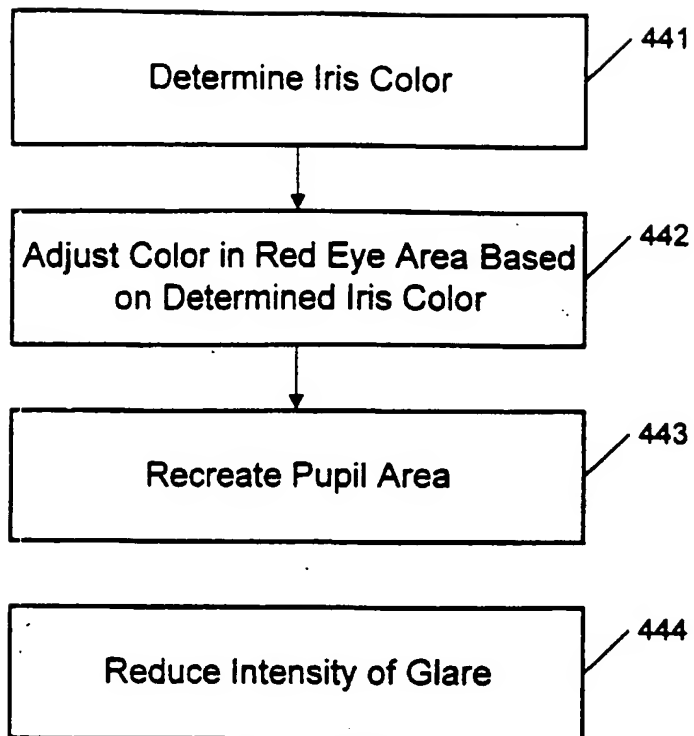 441
Determine Iris Color
442
Adjust Color in Red Eye Area Based
on Determined Iris Color
443
Recreate Pupil Area
444
Reduce Intensity of Glare